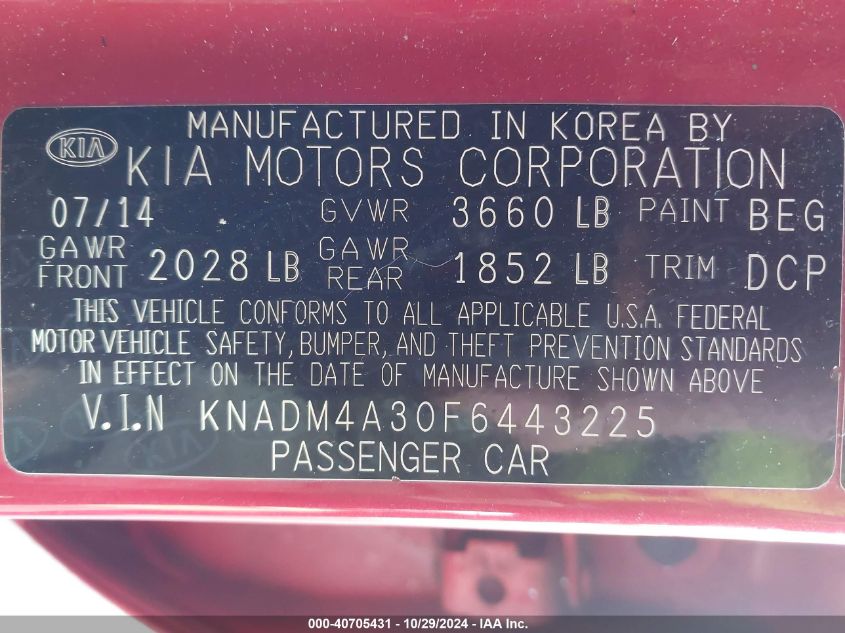 MANUFACTURED IN KOREA BY
KIA
KIA MOTORS CORPORATION
07/14 GVWR 3660 LB PAINT BEG
GAWR FRONT 2028 LB GAWR REAR 1852 LB TRIM DCP
THIS VEHICLE CONFORMS TO ALL APPLICABLE U.S.A. FEDERAL
MOTOR VEHICLE SAFETY, BUMPER, AND THEFT PREVENTION STANDARDS
IN EFFECT ON THE DATE OF MANUFACTURE SHOWN ABOVE
V.I.N KNADM4A30F6443225
PASSENGER CAR
000-40705431 - 10/29/2024 - IAA Inc.